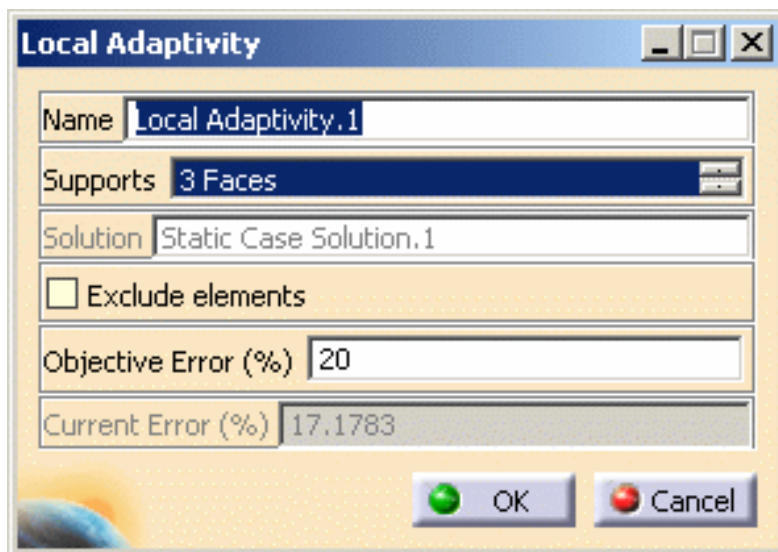 Local Adaptivity
Name Local Adaptivity.1
Supports 3 Faces
Solution Static Case Solution.1
Exclude elements
Objective Error (%) 20
Current Error (%) 17.1783
OK Cancel